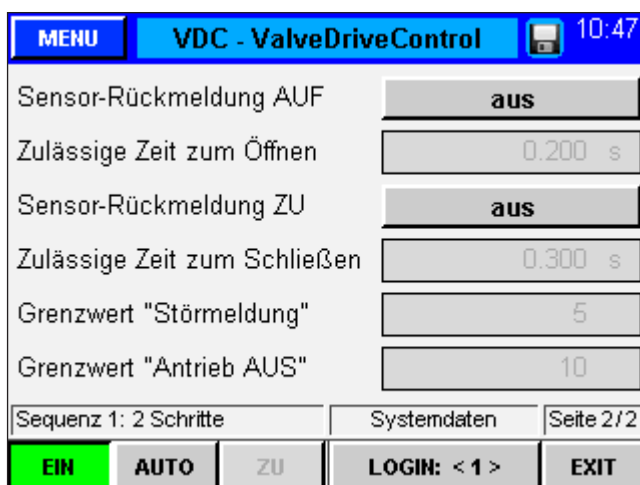 MENU VDC - ValveDriveControl 10:47
Sensor-Rückmeldung AUF aus
Zulässige Zeit zum Öffnen 0.200 s
Sensor-Rückmeldung ZU aus
Zulässige Zeit zum Schließen 0.300 s
Grenzwert "Störmeldung" 5
Grenzwert "Antrieb AUS" 10
Sequenz 1: 2 Schritte Systemdaten Seite 2/2
EIN AUTO ZU LOGIN: < 1 > EXIT